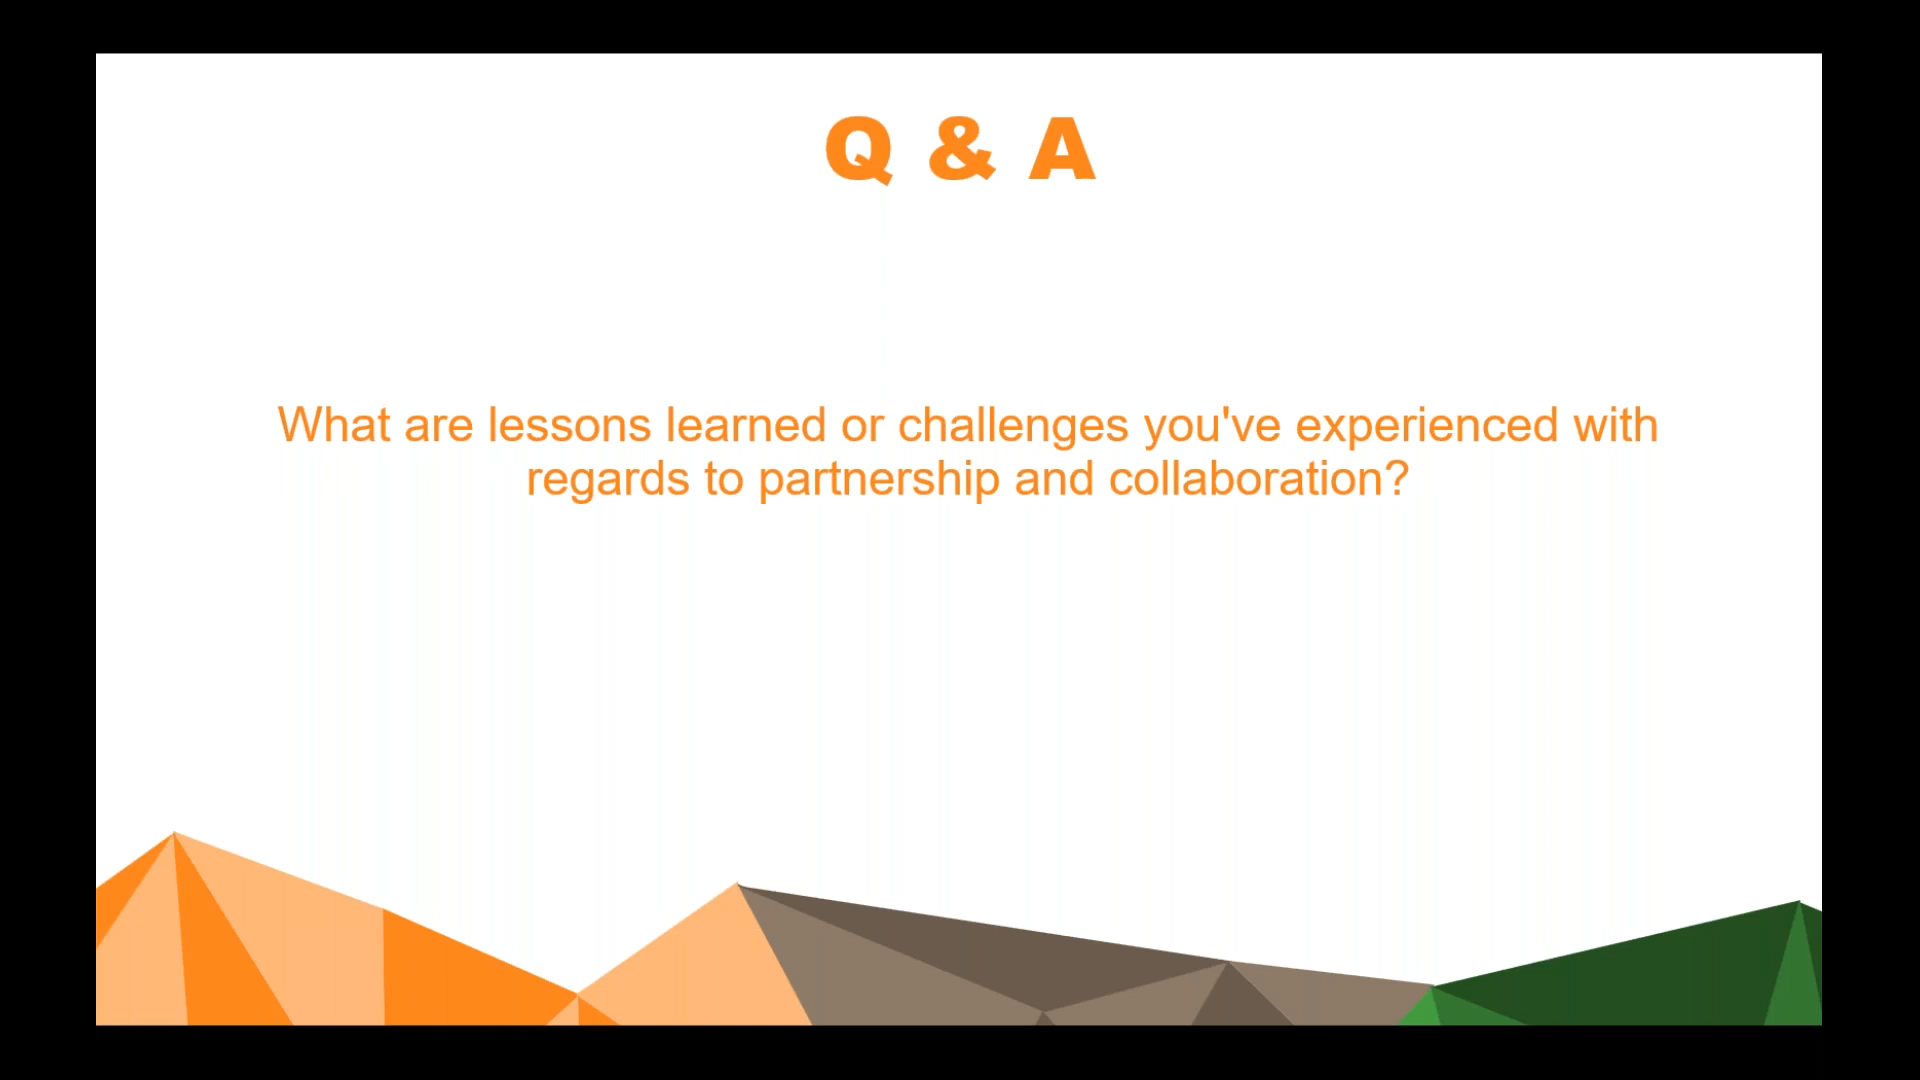 Q & A
What are lessons learned or challenges you've experienced with
regards to partnership and collaboration?